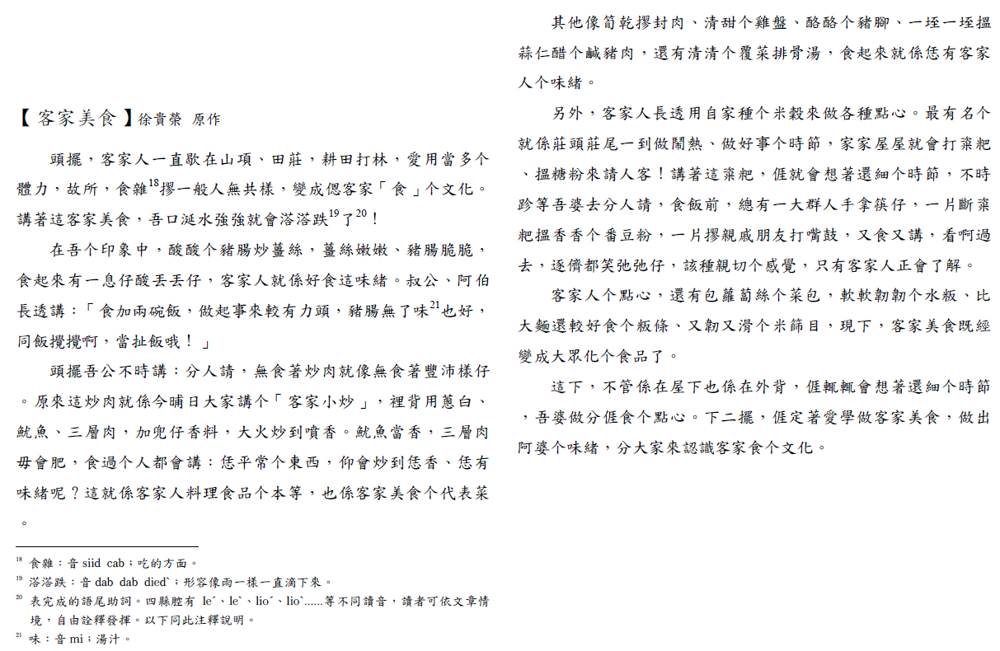 【客家美食】徐貴榮 原作
頭擺，客家人一直歇在山項、田莊，耕田打林，愛用當多个
體力，故所，食雜18摎一般人無共樣，變成偲客家「食」个文化。
講著這客家美食，吾口涎水強強就會涾涾跌19了20！
在吾个印象中，酸酸个豬腸炒薑絲，薑絲嫩嫩、豬腸脆脆，
食起來有一息仔酸丟丟仔，客家人就係好食這味緒。叔公、阿伯
長透講：「食加兩碗飯，做起事來較有力頭，豬腸無了味21也好，
同飯攪攪啊，當扯飯哦！」
頭擺吾公不時講：分人請，無食著炒肉就像無食著豐沛樣仔
。原來這炒肉就係今晡日大家講个「客家小炒」，裡背用蔥白、
魷魚、三層肉，加兜仔香料，大火炒到噴香。魷魚當香，三層肉
毋會肥，食過个人都會講：恁平常个東西，仰會炒到恁香、恁有
味緒呢？這就係客家人料理食品个本等，也係客家美食个代表菜
。
18 食雜：音 siid cab；吃的方面。
19 涾涾跌：音 dab dab diedˋ；形容像雨一樣一直滴下來。
20 表完成的語尾助詞。四縣腔有 leˊ、leˋ、lioˊ、lioˋ......等不同讀音，讀者可依文章情
境，自由詮釋發揮。以下同此注釋說明。
21 味：音 mi；湯汁。
其他像筍乾摎封肉、清甜个雞盤、酪酪个豬腳、一垤一垤搵
蒜仁醋个鹹豬肉，還有清清个覆菜排骨湯，食起來就係恁有客家
人个味緒。
另外，客家人長透用自家種个米穀來做各種點心。最有名个
就係莊頭莊尾一到做鬧熱、做好事个時節，家家屋屋就會打粢粑
、搵糖粉來請人客！講著這粢粑，𠊎就會想著還細个時節，不時
跈等吾婆去分人請，食飯前，總有一大群人手拿筷仔，一片斷粢
粑搵香香个番豆粉，一片摎親戚朋友打嘴鼓，又食又講，看啊過
去，逐儕都笑弛弛仔，該種親切个感覺，只有客家人正會了解。
客家人个點心，還有包蘿蔔絲个菜包，軟軟韌韌个水粄、比
大麵還較好食个粄條、又韌又滑个米篩目，現下，客家美食既經
變成大眾化个食品了。
這下，不管係在屋下也係在外背，𠊎輒輒會想著還細个時節
，吾婆做分𠊎食个點心。下二擺，𠊎定著愛學做客家美食，做出
阿婆个味緒，分大家來認識客家食个文化。